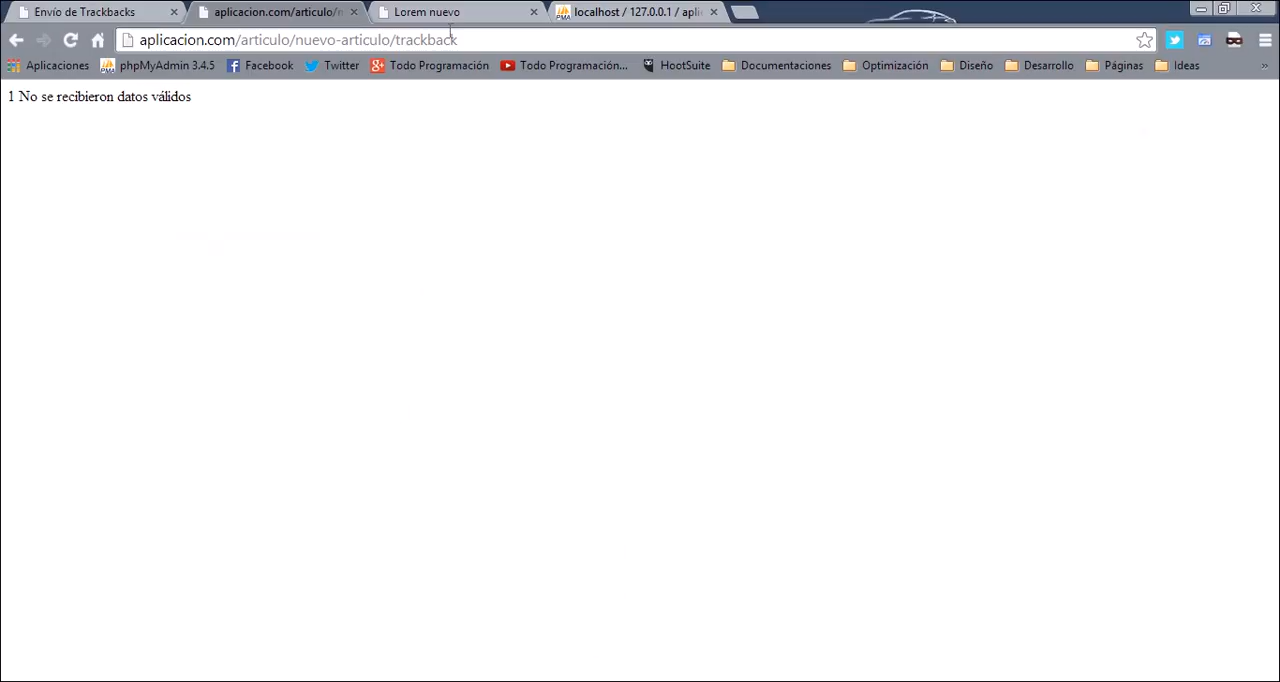 Envío de Trackbacks aplicacion.com/articulo/n Lorem nuevo localhost / 127.0.0.1 / apli
aplicacion.com/articulo/nuevo-articulo/trackback
Aplicaciones phpMyAdmin 3.4.5 Facebook Twitter Todo Programación Todo Programación... HootSuite Documentaciones Optimización Diseño Desarrollo Páginas Ideas »
1 No se recibieron datos válidos